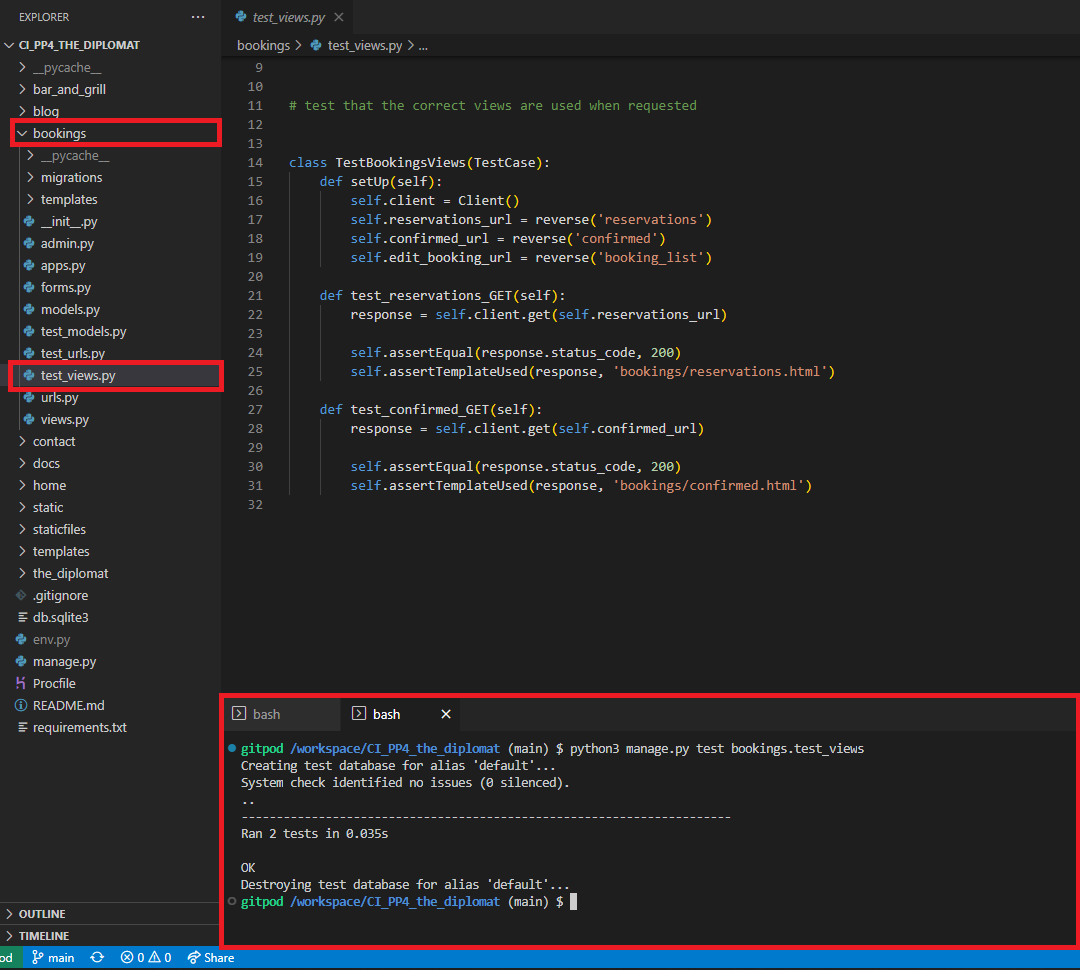 EXPLORER
...
CI_PP4_THE_DIPLOMAT
__pycache__
bar_and_grill
blog
bookings
__pycache__
migrations
templates
__init__.py
admin.py
apps.py
forms.py
models.py
test_models.py
test_urls.py
test_views.py
urls.py
views.py
contact
docs
home
static
staticfiles
templates
the_diplomat
.gitignore
db.sqlite3
env.py
manage.py
Procfile
README.md
requirements.txt
OUTLINE
TIMELINE
test_views.py
bookings > test_views.py > ...
9
10
11 # test that the correct views are used when requested
12
13
14 class TestBookingsViews(TestCase):
15 def setUp(self):
16 self.client = Client()
17 self.reservations_url = reverse('reservations')
18 self.confirmed_url = reverse('confirmed')
19 self.edit_booking_url = reverse('booking_list')
20
21 def test_reservations_GET(self):
22 response = self.client.get(self.reservations_url)
23
24 self.assertEqual(response.status_code, 200)
25 self.assertTemplateUsed(response, 'bookings/reservations.html')
26
27 def test_confirmed_GET(self):
28 response = self.client.get(self.confirmed_url)
29
30 self.assertEqual(response.status_code, 200)
31 self.assertTemplateUsed(response, 'bookings/confirmed.html')
32
bash bash
gitpod /workspace/CI_PP4_the_diplomat (main) $ python3 manage.py test bookings.test_views
Creating test database for alias 'default'...
System check identified no issues (0 silenced).
..
----------------------------------------------------------------------
Ran 2 tests in 0.035s
OK
Destroying test database for alias 'default'...
gitpod /workspace/CI_PP4_the_diplomat (main) $
od main 0 0 Share